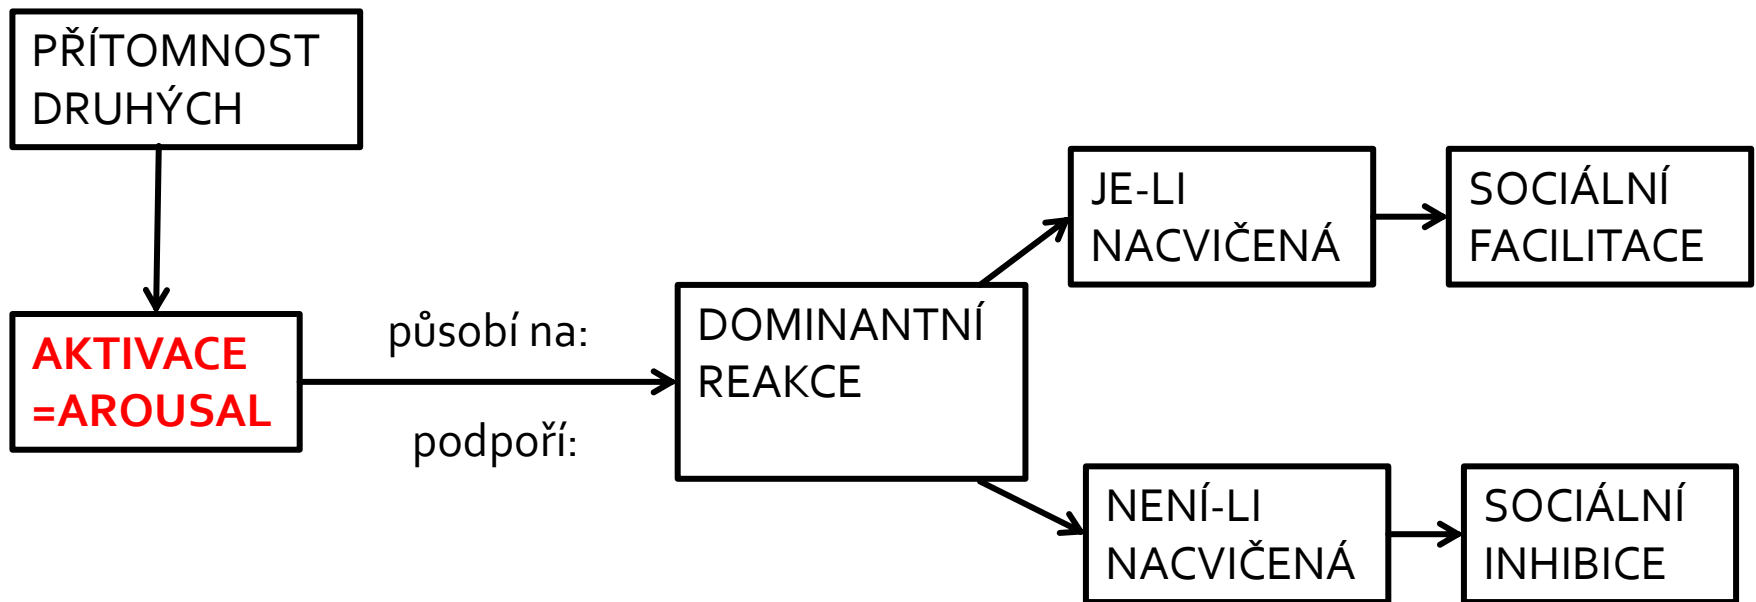 PŘÍTOMNOST
DRUHÝCH
AKTIVACE
=AROUSAL
působí na:
podpoří:
DOMINANTNÍ
REAKCE
JE-LI
NACVIČENÁ
SOCIÁLNÍ
FACILITACE
NENÍ-LI
NACVIČENÁ
SOCIÁLNÍ
INHIBICE